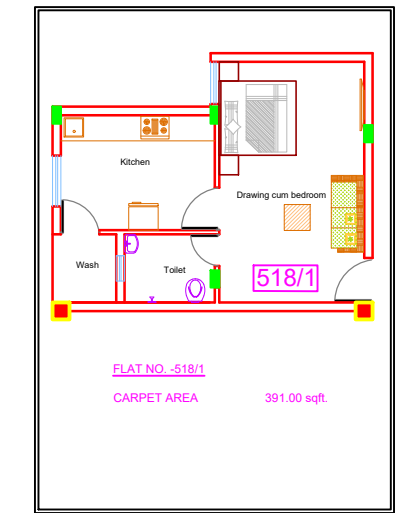 Kitchen
Drawing cum bedroom
Wash
Toilet
518/1
FLAT NO. -518/1
CARPET AREA 391.00 sqft.